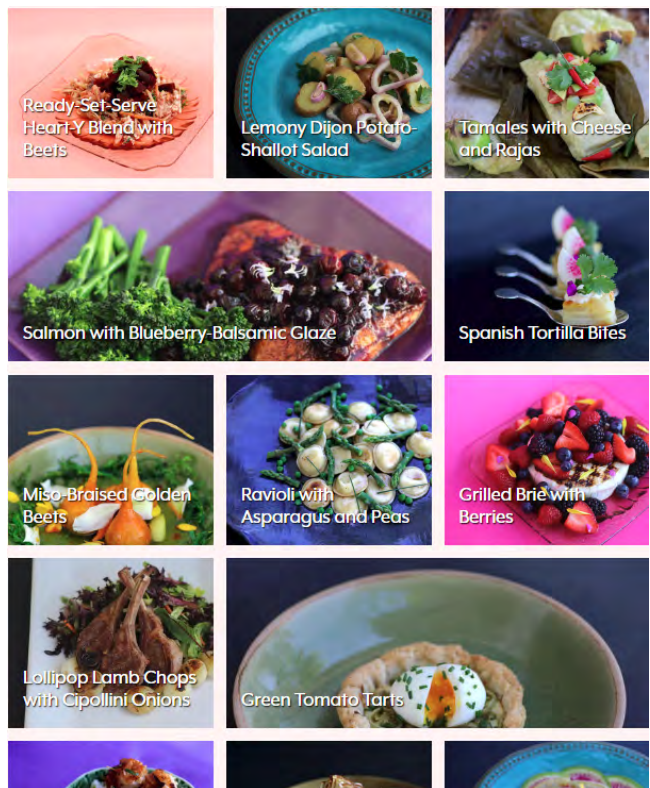 Ready-Set-Serve
Heart-Y Blend with
Beets
Lemony Dijon Potato-
Shallot Salad
Tamales with Cheese
and Rajas
Salmon with Blueberry-Balsamic Glaze
Spanish Tortilla Bites
Miso-Braised Golden
Beets
Ravioli with
Asparagus and Peas
Grilled Brie with
Berries
Lollipop Lamb Chops
with Cipollini Onions
Green Tomato Tarts